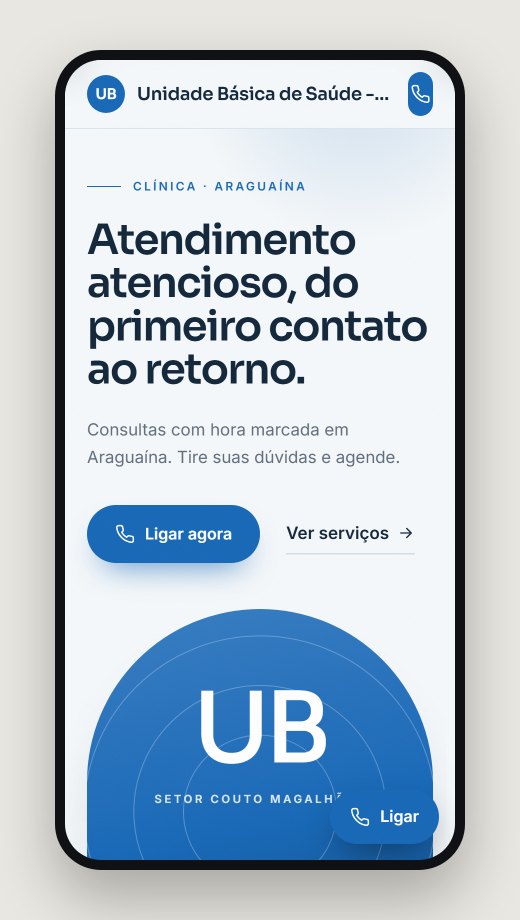 UB
Unidade Básica de Saúde -...
CLÍNICA · ARAGUAÍNA
Atendimento
atencioso, do
primeiro contato
ao retorno.
Consultas com hora marcada em
Araguaína. Tire suas dúvidas e agende.
Ligar agora
Ver serviços →
UB
SETOR COUTO
Ligar